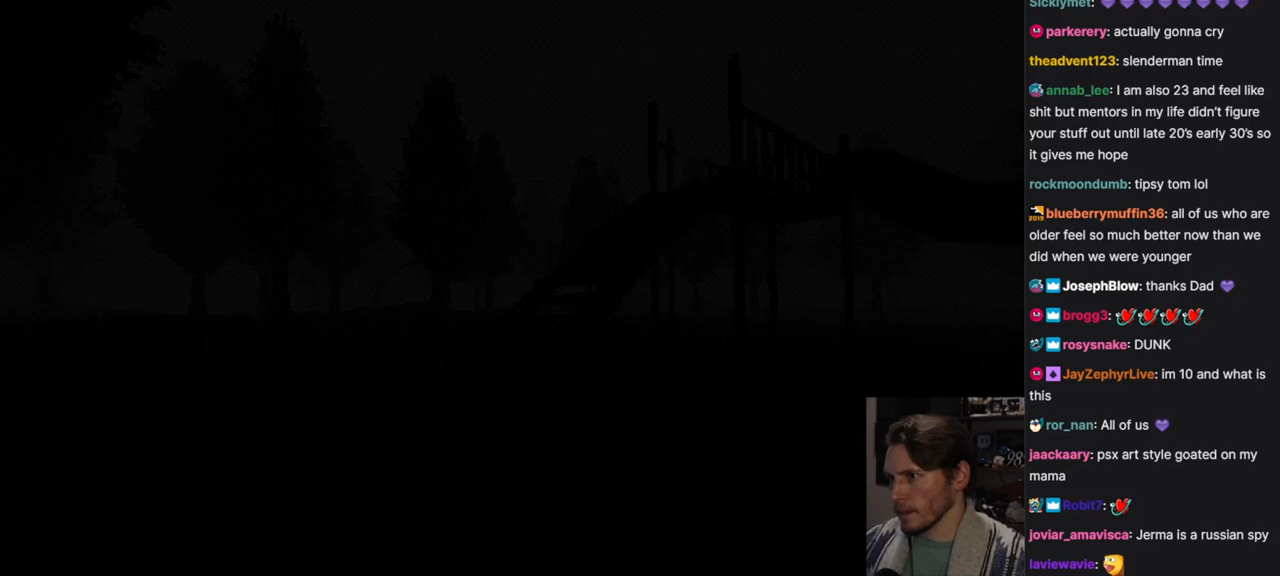 Sicklymet:
parkerery: actually gonna cry
theadvent123: slenderman time
annab_lee: I am also 23 and feel like
shit but mentors in my life didn't figure
your stuff out until late 20's early 30's so
it gives me hope
rockmoondumb: tipsy tom lol
blueberrymuffin36: all of us who are
older feel so much better now than we
did when we were younger
JosephBlow: thanks Dad
brogg3:
rosysnake: DUNK
JayZephyrLive: im 10 and what is
this
ror_nan: All of us
jaackaary: psx art style goated on my
mama
Robit7:
joviar_amavisca: Jerma is a russian spy
laviewavie: